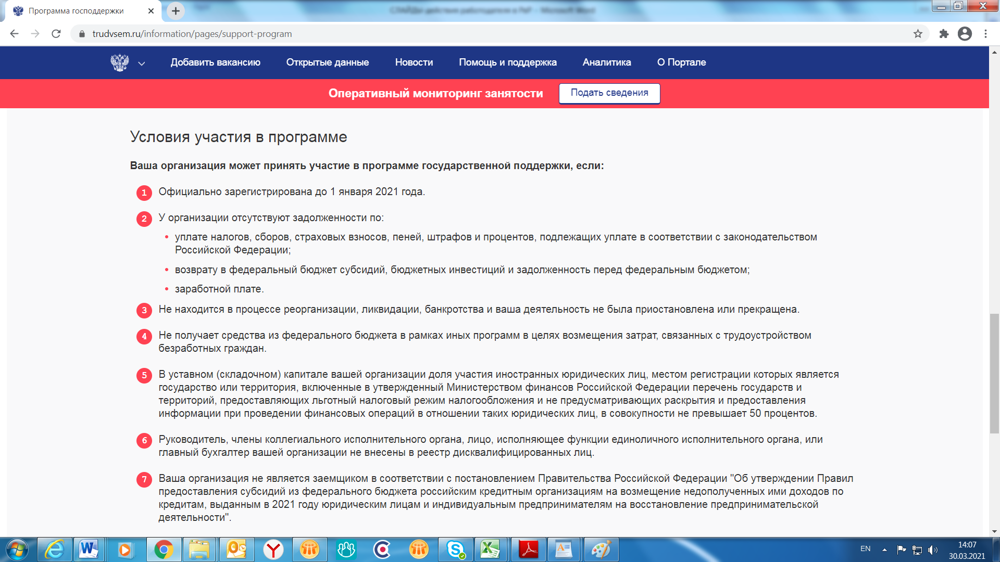 СЛАЙДЫ действия работодателя в РкР - Microsoft Word
Программа господдержки
trudvsem.ru/information/pages/support-program
Добавить вакансию Открытые данные Новости Помощь и поддержка Аналитика О Портале
Оперативный мониторинг занятости Подать сведения
Условия участия в программе
Ваша организация может принять участие в программе государственной поддержки, если:
1 Официально зарегистрирована до 1 января 2021 года.
2 У организации отсутствуют задолженности по:
• уплате налогов, сборов, страховых взносов, пеней, штрафов и процентов, подлежащих уплате в соответствии с законодательством
Российской Федерации;
• возврату в федеральный бюджет субсидий, бюджетных инвестиций и задолженность перед федеральным бюджетом;
• заработной плате.
3 Не находится в процессе реорганизации, ликвидации, банкротства и ваша деятельность не была приостановлена или прекращена.
4 Не получает средства из федерального бюджета в рамках иных программ в целях возмещения затрат, связанных с трудоустройством
безработных граждан.
5 В уставном (складочном) капитале вашей организации доля участия иностранных юридических лиц, местом регистрации которых является
государство или территория, включенные в утвержденный Министерством финансов Российской Федерации перечень государств и
территорий, предоставляющих льготный налоговый режим налогообложения и не предусматривающих раскрытия и предоставления
информации при проведении финансовых операций в отношении таких юридических лиц, в совокупности не превышает 50 процентов.
6 Руководитель, члены коллегиального исполнительного органа, лицо, исполняющее функции единоличного исполнительного органа, или
главный бухгалтер вашей организации не внесены в реестр дисквалифицированных лиц.
7 Ваша организация не является заемщиком в соответствии с постановлением Правительства Российской Федерации "Об утверждении Правил
предоставления субсидий из федерального бюджета российским кредитным организациям на возмещение недополученных ими доходов по
кредитам, выданным в 2021 году юридическим лицам и индивидуальным предпринимателям на восстановление предпринимательской
деятельности".
EN
14:07
30.03.2021